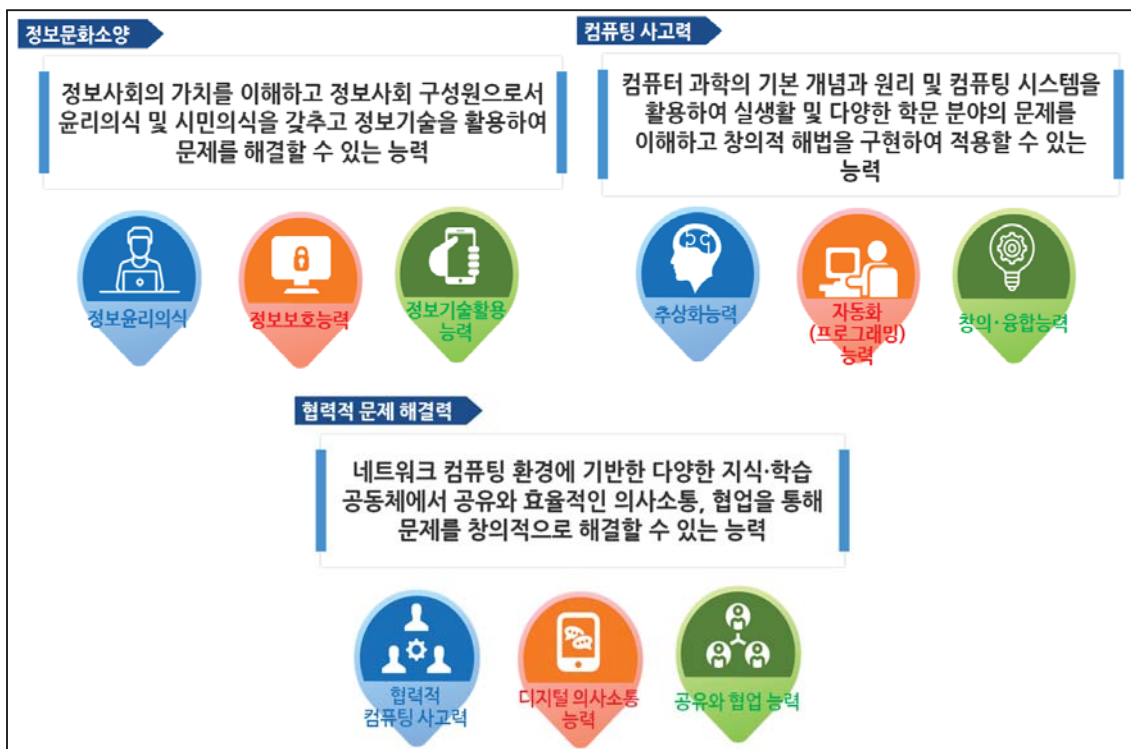 정보문화소양
정보사회의 가치를 이해하고 정보사회 구성원으로서
윤리의식 및 시민의식을 갖추고 정보기술을 활용하여
문제를 해결할 수 있는 능력
정보윤리의식
정보보호능력
정보기술활용
능력
컴퓨팅 사고력
컴퓨터 과학의 기본 개념과 원리 및 컴퓨팅 시스템을
활용하여 실생활 및 다양한 학문 분야의 문제를
이해하고 창의적 해법을 구현하여 적용할 수 있는
능력
추상화능력
자동화
(프로그래밍)
능력
창의·융합능력
협력적 문제 해결력
네트워크 컴퓨팅 환경에 기반한 다양한 지식·학습
공동체에서 공유와 효율적인 의사소통, 협업을 통해
문제를 창의적으로 해결할 수 있는 능력
협력적
컴퓨팅 사고력
디지털 의사소통
능력
공유와 협업 능력